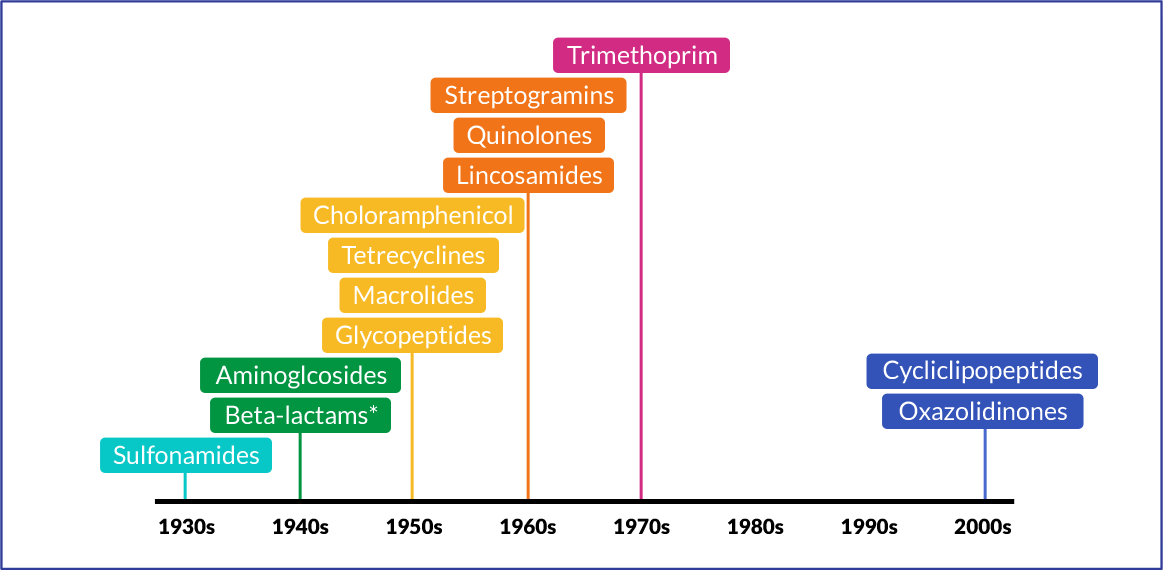 Trimethoprim
Streptogramins
Quinolones
Lincosamides
Choloramphenicol
Tetrecyclines
Macrolides
Glycopeptides
Aminoglcosides
Beta-lactams*
Sulfonamides
Cycliclipopeptides
Oxazolidinones
1930s 1940s 1950s 1960s 1970s 1980s 1990s 2000s